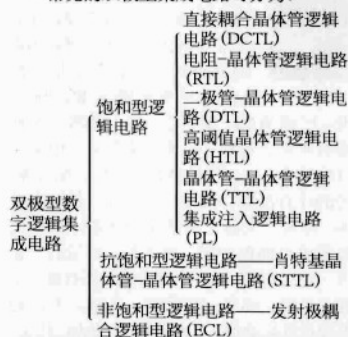 直接耦合晶体管逻辑
电路(DCTL)
电阻-晶体管逻辑电路
(RTL)
二极管-晶体管逻辑电
路(DTL)
饱和型逻
辑电路
高阈值晶体管逻辑电
路(HTL)
晶体管-晶体管逻辑
电路(TTL)
集成注入逻辑电路
(PL)
双极型数
字逻辑集
成电路
抗饱和型逻辑电路——肖特基晶
体管-晶体管逻辑电路(STTL)
非饱和型逻辑电路——发射极耦
合逻辑电路(ECL)